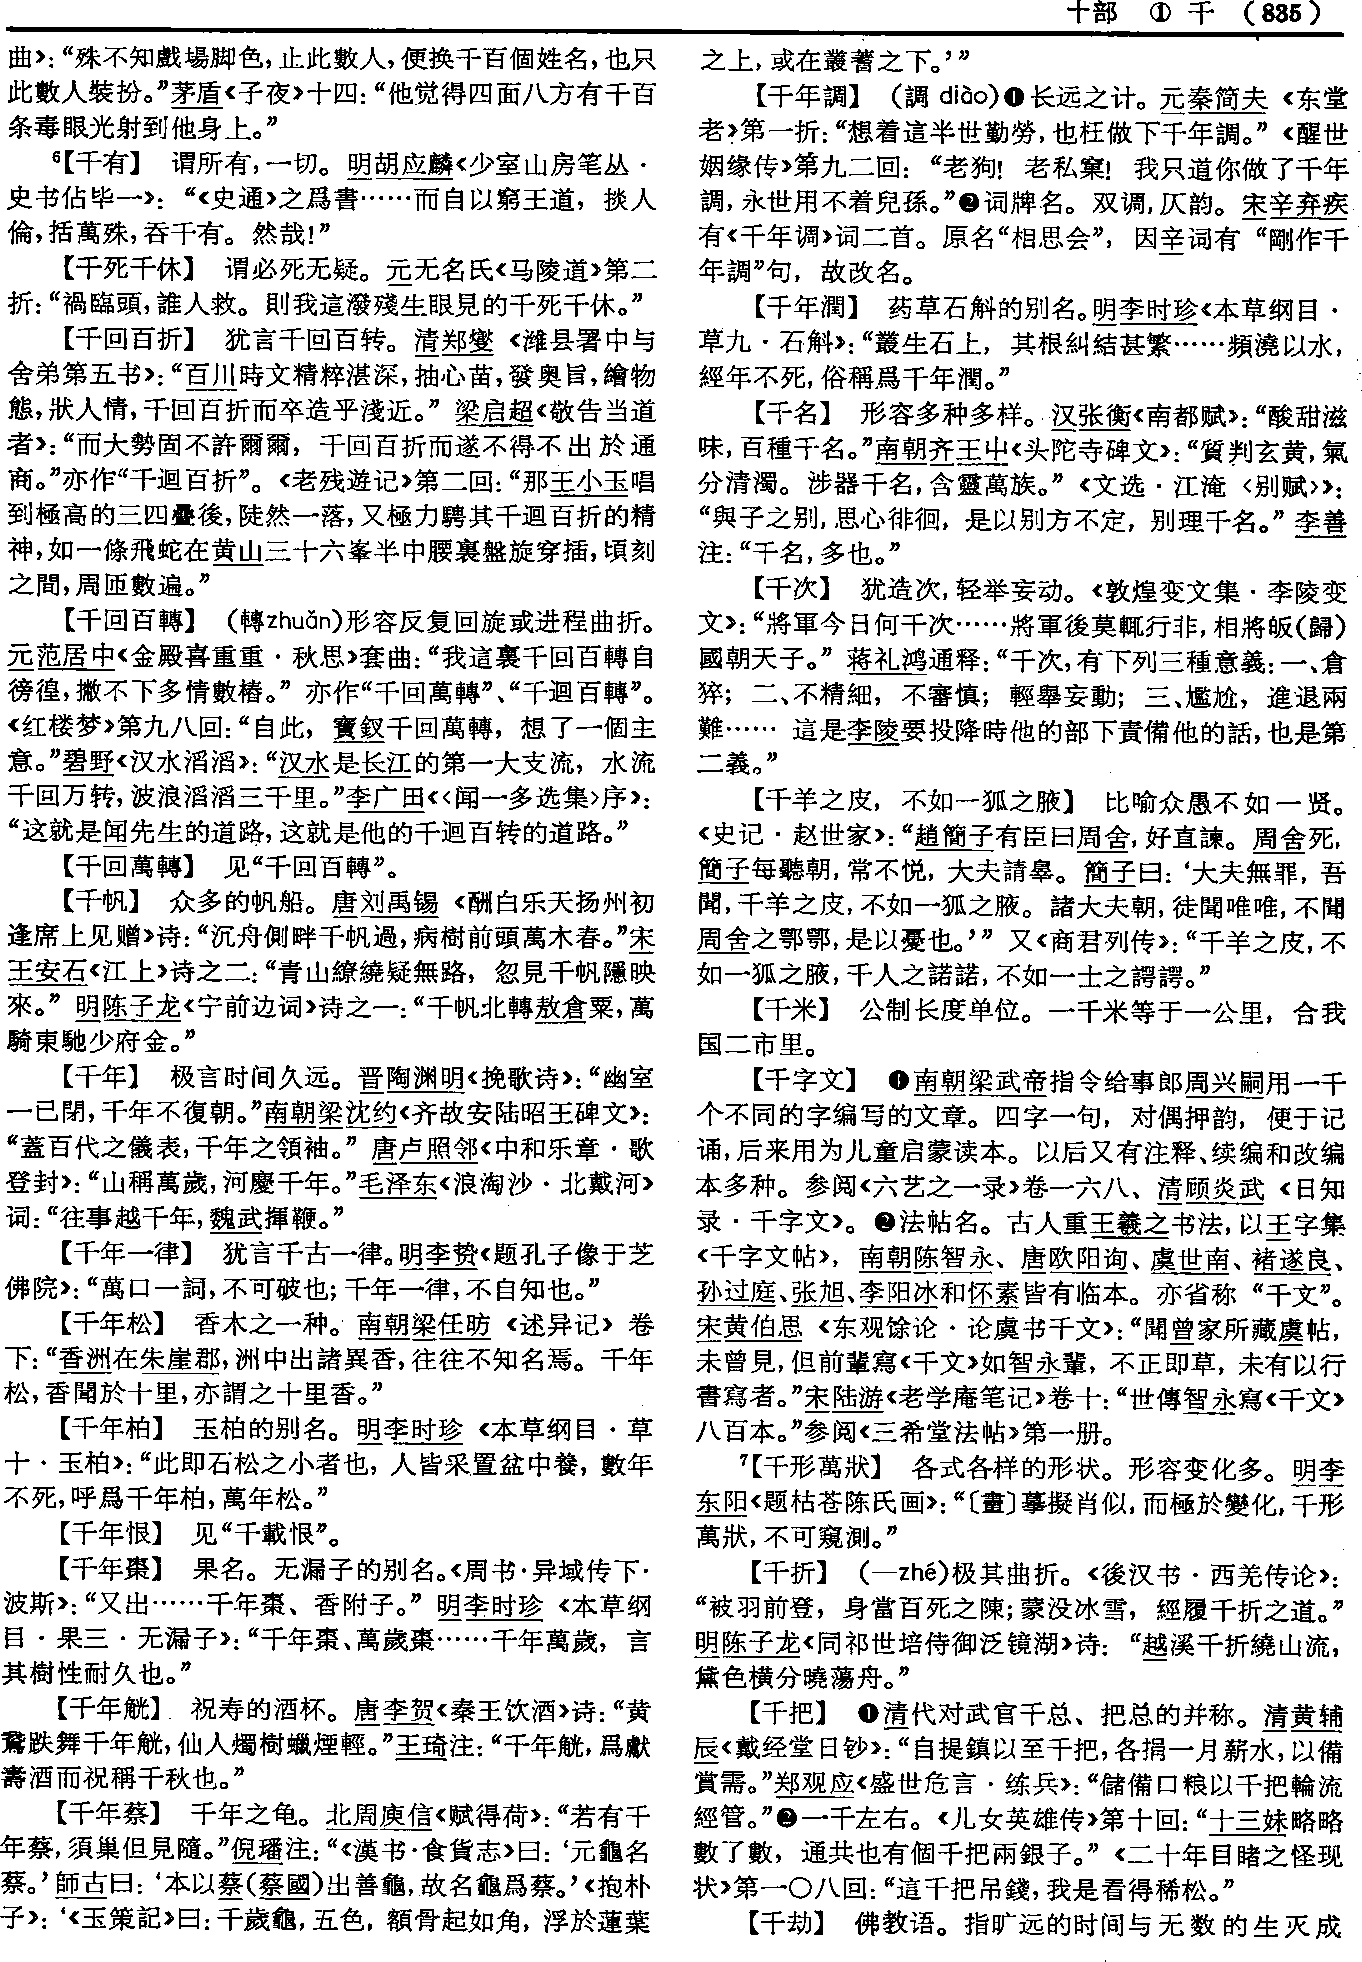 十部 ① 千 （835）
曲》：“殊不知戲場脚色，止此數人，便换千百個姓名，也只
此數人裝扮。”茅盾《子夜》十四：“他觉得四面八方有千百
条毒眼光射到他身上。”
⁶【千有】 谓所有，一切。明胡应麟《少室山房笔丛·
史书佔毕一》：“《史通》之爲書……而自以窮王道，掞人
倫，括萬殊，吞千有。然哉！”
【千死千休】 谓必死无疑。元无名氏《马陵道》第二
折：“禍臨頭，誰人救。則我這潑殘生眼見的千死千休。”
【千回百折】 犹言千回百转。清郑燮《潍县署中与
舍弟第五书》：“百川時文精粹湛深，抽心苗，發奥旨，繪物
態，狀人情，千回百折而卒造乎淺近。”梁启超《敬告当道
者》：“而大勢固不許爾爾，千回百折而遂不得不出於通
商。”亦作“千迴百折”。《老残遊记》第二回：“那王小玉唱
到極高的三四疊後，陡然一落，又極力騁其千迴百折的精
神，如一條飛蛇在黄山三十六峯半中腰裏盤旋穿插，頃刻
之間，周匝數遍。”
【千回百轉】 （轉zhuǎn）形容反复回旋或进程曲折。
元范居中《金殿喜重重·秋思》套曲：“我這裏千回百轉自
徬徨，撇不下多情數樁。”亦作“千回萬轉”、“千迴百轉”。
《红楼梦》第九八回：“自此，寶釵千回萬轉，想了一個主
意。”碧野《汉水滔滔》：“汉水是长江的第一大支流，水流
千回万转，波浪滔滔三千里。”李广田《〈闻一多选集〉序》：
“这就是闻先生的道路，这就是他的千迴百转的道路。”
【千回萬轉】 见“千回百轉”。
【千帆】 众多的帆船。唐刘禹锡《酬白乐天扬州初
逢席上见赠》诗：“沉舟側畔千帆過，病樹前頭萬木春。”宋
王安石《江上》诗之二：“青山繚繞疑無路，忽見千帆隱映
來。”明陈子龙《宁前边词》诗之一：“千帆北轉敖倉粟，萬
騎東馳少府金。”
【千年】 极言时间久远。晋陶渊明《挽歌诗》：“幽室
一已閉，千年不復朝。”南朝梁沈约《齐故安陆昭王碑文》：
“蓋百代之儀表，千年之領袖。”唐卢照邻《中和乐章·歌
登封》：“山稱萬歲，河慶千年。”毛泽东《浪淘沙·北戴河》
词：“往事越千年，魏武揮鞭。”
【千年一律】 犹言千古一律。明李贽《题孔子像于芝
佛院》：“萬口一詞，不可破也；千年一律，不自知也。”
【千年松】 香木之一种。南朝梁任昉《述异记》卷
下：“香洲在朱崖郡，洲中出諸異香，往往不知名焉。千年
松，香聞於十里，亦謂之十里香。”
【千年柏】 玉柏的别名。明李时珍《本草纲目·草
十·玉柏》：“此即石松之小者也，人皆采置盆中養，數年
不死，呼爲千年柏，萬年松。”
【千年恨】 见“千載恨”。
【千年棗】 果名。无漏子的别名。《周书·异域传下·
波斯》：“又出……千年棗、香附子。”明李时珍《本草纲
目·果三·无漏子》：“千年棗、萬歲棗……千年萬歲，言
其樹性耐久也。”
【千年觥】 祝寿的酒杯。唐李贺《秦王饮酒》诗：“黄
鵞跌舞千年觥，仙人燭樹蠟煙輕。”王琦注：“千年觥，爲獻
壽酒而祝稱千秋也。”
【千年蔡】 千年之龟。北周庾信《赋得荷》：“若有千
年蔡，須巢但見隨。”倪璠注：“《漢书·食貨志》曰：‘元龜名
蔡。’師古曰：‘本以蔡（蔡國）出善龜，故名龜爲蔡。’《抱朴
子》：‘《玉策記》曰：千歲龜，五色，額骨起如角，浮於蓮葉
之上，或在叢蓍之下。’”
【千年調】 （調 diào）❶长远之计。元秦简夫《东堂
老》第一折：“想着這半世勤勞，也枉做下千年調。”《醒世
姻缘传》第九二回：“老狗！老私窠！我只道你做了千年
調，永世用不着兒孫。”❷词牌名。双调，仄韵。宋辛弃疾
有《千年调》词二首。原名“相思会”，因辛词有“剛作千
年調”句，故改名。
【千年潤】 药草石斛的别名。明李时珍《本草纲目·
草九·石斛》：“叢生石上，其根糾結甚繁……頻澆以水，
經年不死，俗稱爲千年潤。”
【千名】 形容多种多样。汉张衡《南都赋》：“酸甜滋
味，百種千名。”南朝齐王屮《头陀寺碑文》：“質判玄黄，氣
分清濁。涉器千名，含靈萬族。”《文选·江淹〈别赋〉》：
“與子之别，思心徘徊，是以别方不定，别理千名。”李善
注：“千名，多也。”
【千次】 犹造次，轻举妄动。《敦煌变文集·李陵变
文》：“將軍今日何千次……將軍後莫輒行非，相將皈（歸）
國朝天子。”蒋礼鸿通释：“千次，有下列三種意義：一、倉
猝；二、不精細，不審慎；輕舉妄動；三、尷尬，進退兩
難……這是李陵要投降時他的部下責備他的話，也是第
二義。”
【千羊之皮，不如一狐之腋】 比喻众愚不如一贤。
《史记·赵世家》：“趙簡子有臣曰周舍，好直諫。周舍死，
簡子每聽朝，常不悦，大夫請辠。簡子曰：‘大夫無罪，吾
聞，千羊之皮，不如一狐之腋。諸大夫朝，徒聞唯唯，不聞
周舍之鄂鄂，是以憂也。’”又《商君列传》：“千羊之皮，不
如一狐之腋，千人之諾諾，不如一士之諤諤。”
【千米】 公制长度单位。一千米等于一公里，合我
国二市里。
【千字文】 ❶南朝梁武帝指令给事郎周兴嗣用一千
个不同的字编写的文章。四字一句，对偶押韵，便于记
诵，后来用为儿童启蒙读本。以后又有注释、续编和改编
本多种。参阅《六艺之一录》卷一六八、清顾炎武《日知
录·千字文》。❷法帖名。古人重王羲之书法，以王字集
《千字文帖》，南朝陈智永、唐欧阳询、虞世南、褚遂良、
孙过庭、张旭、李阳冰和怀素皆有临本。亦省称“千文”。
宋黄伯思《东观馀论·论虞书千文》：“聞曾家所藏虞帖，
未曾見，但前輩寫《千文》如智永輩，不正即草，未有以行
書寫者。”宋陆游《老学庵笔记》卷十：“世傳智永寫《千文》
八百本。”参阅《三希堂法帖》第一册。
⁷【千形萬狀】 各式各样的形状。形容变化多。明李
东阳《题枯苍陈氏画》：“〔畫〕摹擬肖似，而極於變化，千形
萬狀，不可窺測。”
【千折】 （—zhé）极其曲折。《後汉书·西羌传论》：
“被羽前登，身當百死之陳；蒙没冰雪，經履千折之道。”
明陈子龙《同祁世培侍御泛镜湖》诗：“越溪千折繞山流，
黛色横分曉蕩舟。”
【千把】 ❶清代对武官千总、把总的并称。清黄辅
辰《戴经堂日钞》：“自提鎮以至千把，各捐一月薪水，以備
賞需。”郑观应《盛世危言·练兵》：“儲備口粮以千把輪流
經管。”❷一千左右。《儿女英雄传》第十回：“十三妹略略
數了數，通共也有個千把兩銀子。”《二十年目睹之怪现
状》第一〇八回：“這千把吊錢，我是看得稀松。”
【千劫】 佛教语。指旷远的时间与无数的生灭成